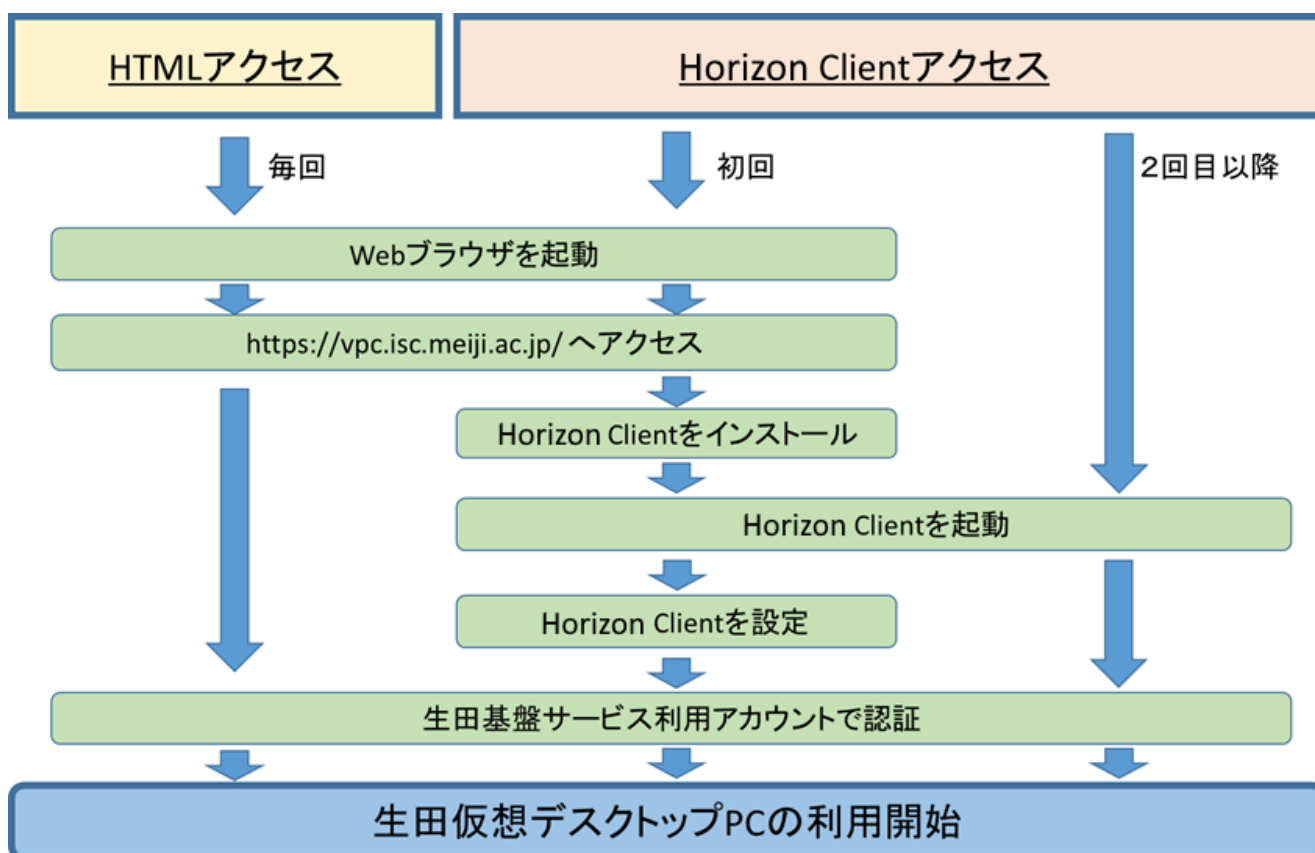 HTMLアクセス
Horizon Clientアクセス
毎回
初回
２回目以降
Webブラウザを起動
https://vpc.isc.meiji.ac.jp/ へアクセス
Horizon Clientをインストール
Horizon Clientを起動
Horizon Clientを設定
生田基盤サービス利用アカウントで認証
生田仮想デスクトップPCの利用開始